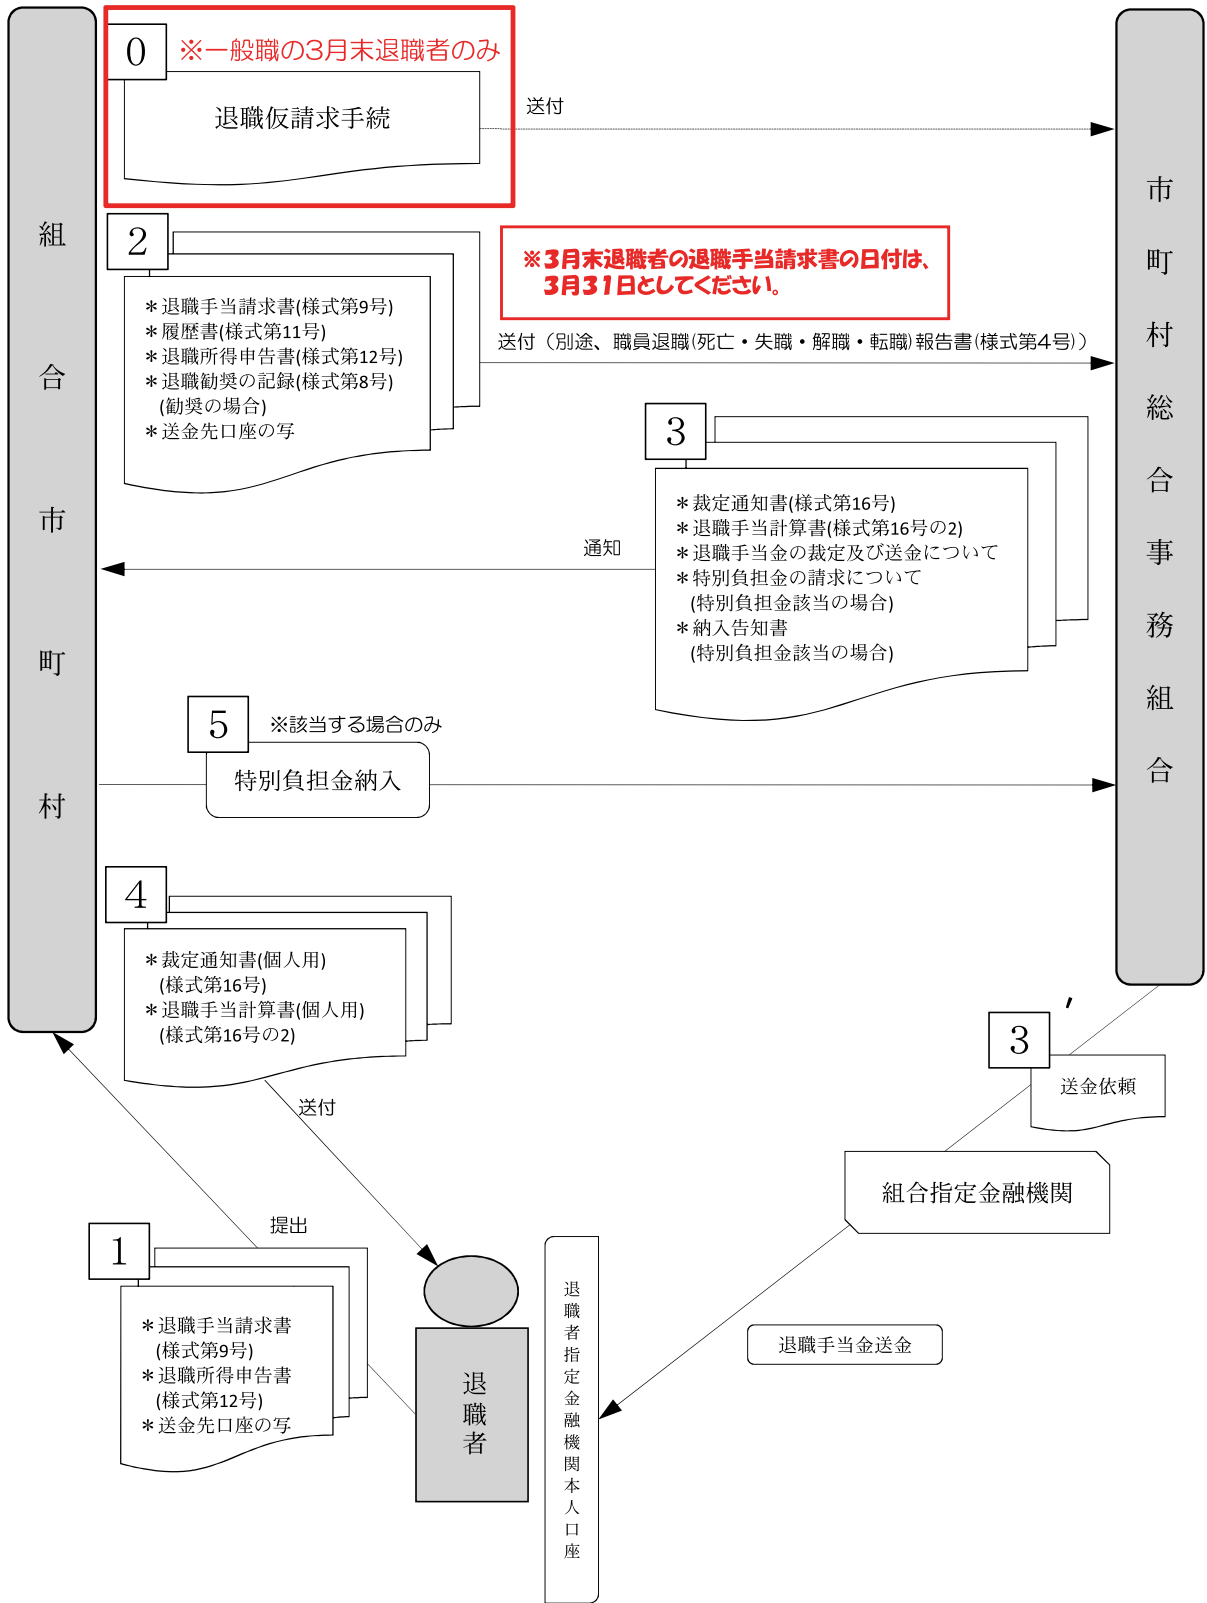 組合市町村
市町村総合事務組合
0
※一般職の3月末退職者のみ
退職仮請求手続
送付
2
＊退職手当請求書(様式第9号)
＊履歴書(様式第11号)
＊退職所得申告書(様式第12号)
＊退職勧奨の記録(様式第8号)
(勧奨の場合)
＊送金先口座の写
※3月末退職者の退職手当請求書の日付は、
3月31日としてください。
送付（別途、職員退職(死亡・失職・解職・転職)報告書(様式第4号)）
3
＊裁定通知書(様式第16号)
＊退職手当計算書(様式第16号の2)
＊退職手当金の裁定及び送金について
＊特別負担金の請求について
(特別負担金該当の場合)
＊納入告知書
(特別負担金該当の場合)
通知
5
※該当する場合のみ
特別負担金納入
4
＊裁定通知書(個人用)
(様式第16号)
＊退職手当計算書(個人用)
(様式第16号の2)
送付
3
′
送金依頼
組合指定金融機関
退職手当金送金
提出
1
＊退職手当請求書
(様式第9号)
＊退職所得申告書
(様式第12号)
＊送金先口座の写
退職者
退職者指定金融機関本人口座